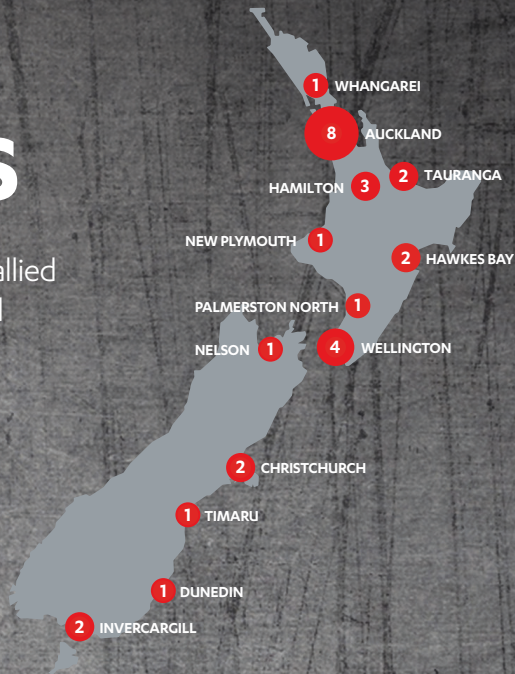 1 WHANGAREI
S
8 AUCKLAND
2 TAURANGA
HAMILTON 3
NEW PLYMOUTH 1
2 HAWKES BAY
allied
PALMERSTON NORTH 1
NELSON 1
4 WELLINGTON
2 CHRISTCHURCH
1 TIMARU
1 DUNEDIN
2 INVERCARGILL